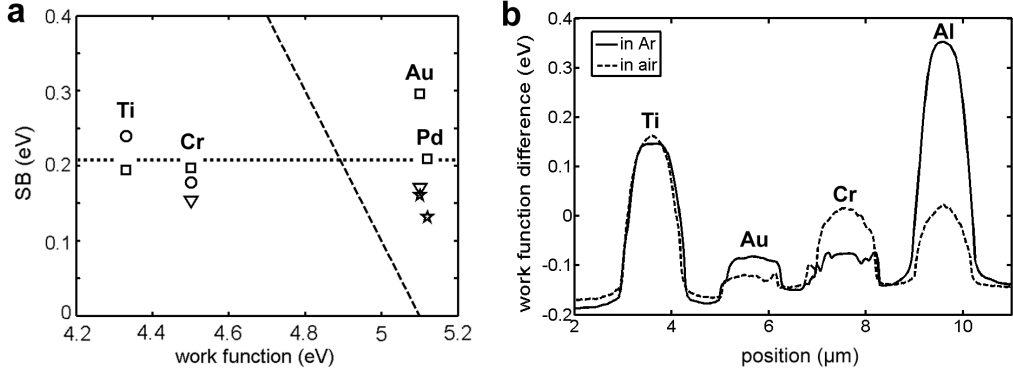 a
SB (eV)
0.4
0.3
0.2
0.1
0
4.2
4.4
4.6
4.8
5
5.2
work function (eV)
Ti
Cr
Au
Pd
b
work function difference (eV)
0.4
0.3
0.2
0.1
0
-0.1
-0.2
2
4
6
8
10
position (μm)
in Ar
in air
Ti
Au
Cr
Al